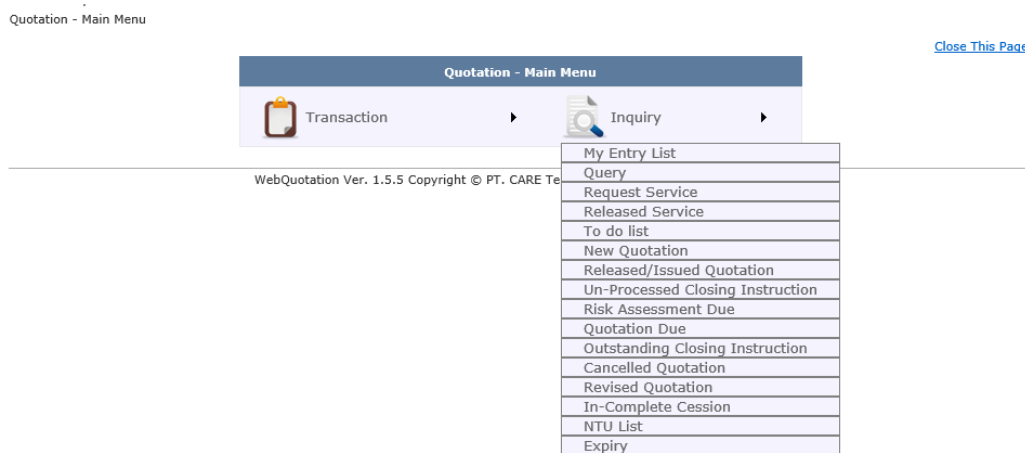 Quotation - Main Menu
Close This Page
Quotation - Main Menu
Transaction
Inquiry
My Entry List
Query
WebQuotation Ver. 1.5.5 Copyright © PT. CARE Te
Request Service
Released Service
To do list
New Quotation
Released/Issued Quotation
Un-Processed Closing Instruction
Risk Assessment Due
Quotation Due
Outstanding Closing Instruction
Cancelled Quotation
Revised Quotation
In-Complete Cession
NTU List
Expiry